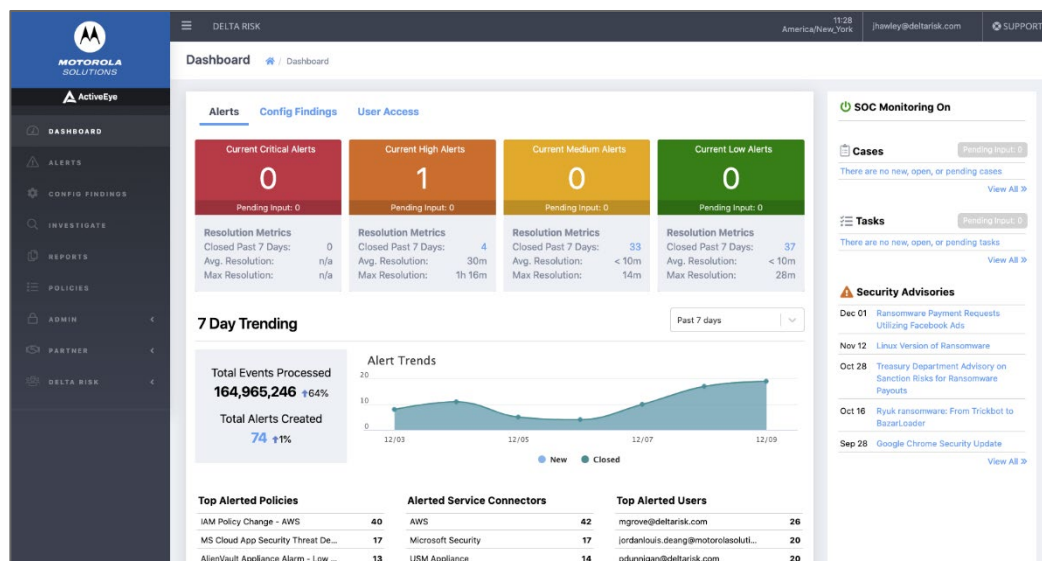 MOTOROLA
SOLUTIONS
ActiveEye
DASHBOARD
ALERTS
CONFIG FINDINGS
INVESTIGATE
REPORTS
POLICIES
ADMIN
PARTNER
DELTA RISK
DELTA RISK
11:28
America/New_York
jhawley@deltarisk.com
SUPPORT
Dashboard / Dashboard
Alerts Config Findings User Access
Current Critical Alerts
0
Pending Input: 0
Resolution Metrics
Closed Past 7 Days: 0
Avg. Resolution: n/a
Max Resolution: n/a
Current High Alerts
1
Pending Input: 0
Resolution Metrics
Closed Past 7 Days: 4
Avg. Resolution: 30m
Max Resolution: 1h 16m
Current Medium Alerts
0
Pending Input: 0
Resolution Metrics
Closed Past 7 Days: 33
Avg. Resolution: < 10m
Max Resolution: 14m
Current Low Alerts
0
Pending Input: 0
Resolution Metrics
Closed Past 7 Days: 37
Avg. Resolution: < 10m
Max Resolution: 28m
7 Day Trending
Past 7 days
Total Events Processed
164,965,246 64%
Total Alerts Created
74 1%
Alert Trends
20
10
0
12/03 12/05 12/07 12/09
New Closed
Top Alerted Policies
IAM Policy Change - AWS 40
MS Cloud App Security Threat De... 17
AlienVault Appliance Alarm - Low ... 13
Alerted Service Connectors
AWS 42
Microsoft Security 17
USM Appliance 14
Top Alerted Users
mgrove@deltarisk.com 26
jordanlouis.deang@motorolasoluti... 20
pdunnigan@deltarisk.com 20
SOC Monitoring On
Cases Pending Input: 0
There are no new, open, or pending cases
View All »
Tasks Pending Input: 0
There are no new, open, or pending tasks
View All »
Security Advisories
Dec 01 Ransomware Payment Requests
Utilizing Facebook Ads
Nov 12 Linux Version of Ransomware
Oct 28 Treasury Department Advisory on
Sanction Risks for Ransomware
Payouts
Oct 16 Ryuk ransomware: From Trickbot to
BazarLoader
Sep 28 Google Chrome Security Update
View All »